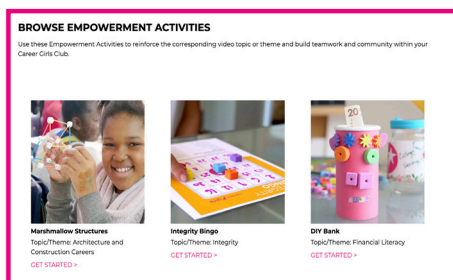 BROWSE EMPOWERMENT ACTIVITIES
Use these Empowerment Activities to reinforce the corresponding video topic or theme and build teamwork and community within your
Career Girls Club.
20
Marshmallow Structures
Topic/Theme: Architecture and
Construction Careers
GET STARTED >
Integrity Bingo
Topic/Theme: Integrity
GET STARTED >
DIY Bank
Topic/Theme: Financial Literacy
GET STARTED >